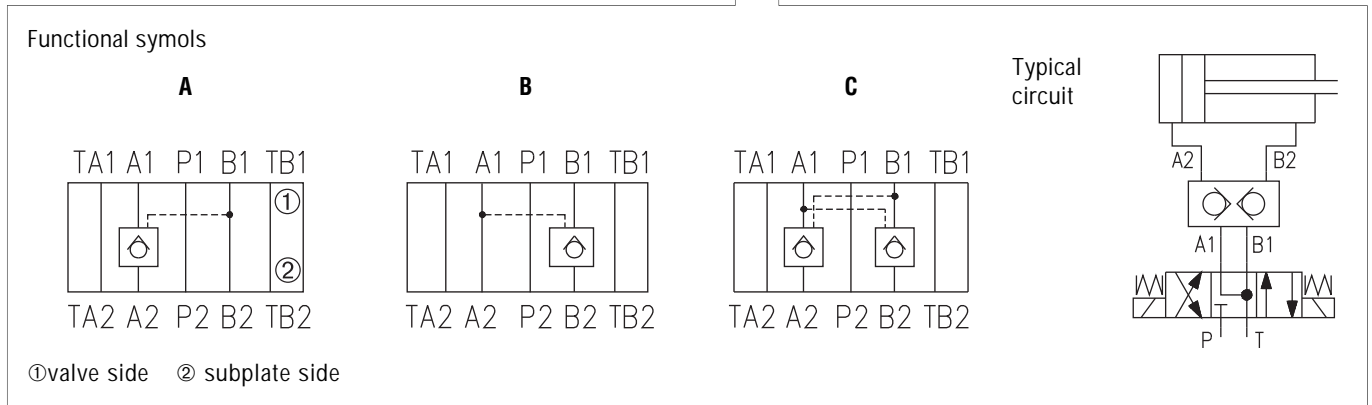 Functional symols
A
B
C
Typical
circuit
TA1 A1 P1 B1 TB1
①
②
TA2 A2 P2 B2 TB2
TA1 A1 P1 B1 TB1
TA2 A2 P2 B2 TB2
TA1 A1 P1 B1 TB1
TA2 A2 P2 B2 TB2
A2 B2
A1 B1
P T
①valve side ② subplate side